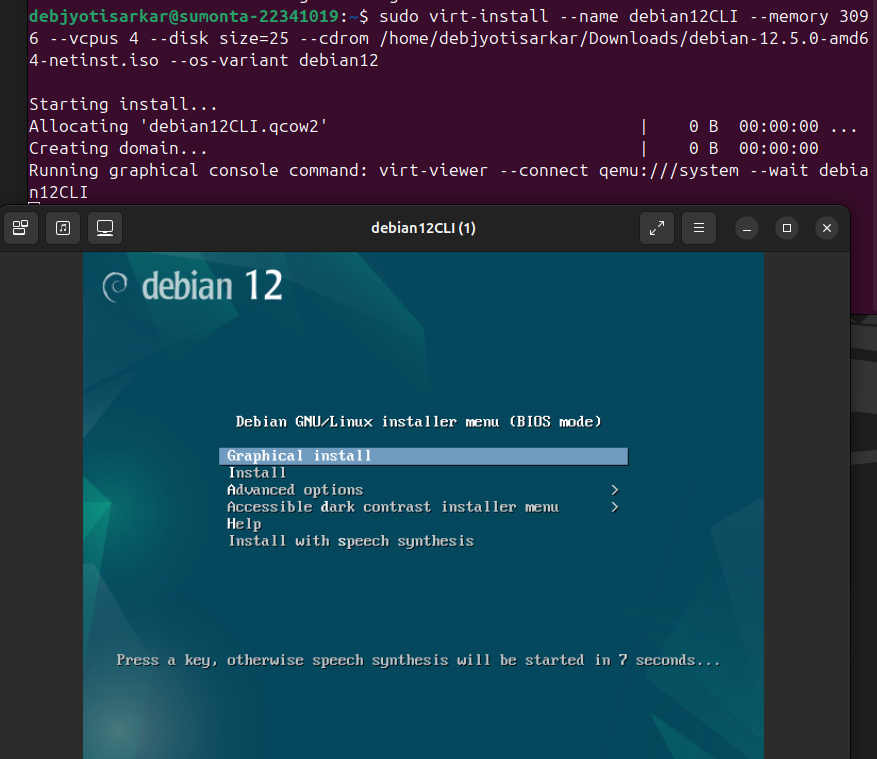 debjyotisarkar@sumonta-22341019:~$ sudo virt-install --name debian12CLI --memory 309
6 --vcpus 4 --disk size=25 --cdrom /home/debjyotisarkar/Downloads/debian-12.5.0-amd6
4-netinst.iso --os-variant debian12
Starting install...
Allocating 'debian12CLI.qcow2' | 0 B 00:00:00 ...
Creating domain... | 0 B 00:00:00
Running graphical console command: virt-viewer --connect qemu:///system --wait debia
n12CLI
debian12CLI (1)
debian 12
Debian GNU/Linux installer menu (BIOS mode)
Graphical install
Install
Advanced options >
Accessible dark contrast installer menu >
Help
Install with speech synthesis
Press a key, otherwise speech synthesis will be started in 7 seconds...